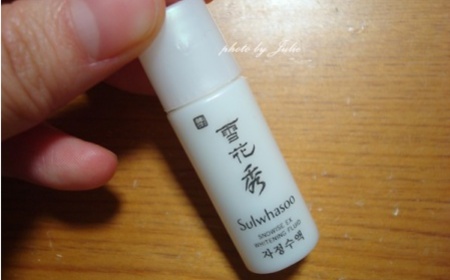 photo by Julie
雪花秀
Sulwhasoo
SNOWISE EX
WHITENING FLUID
자정수액